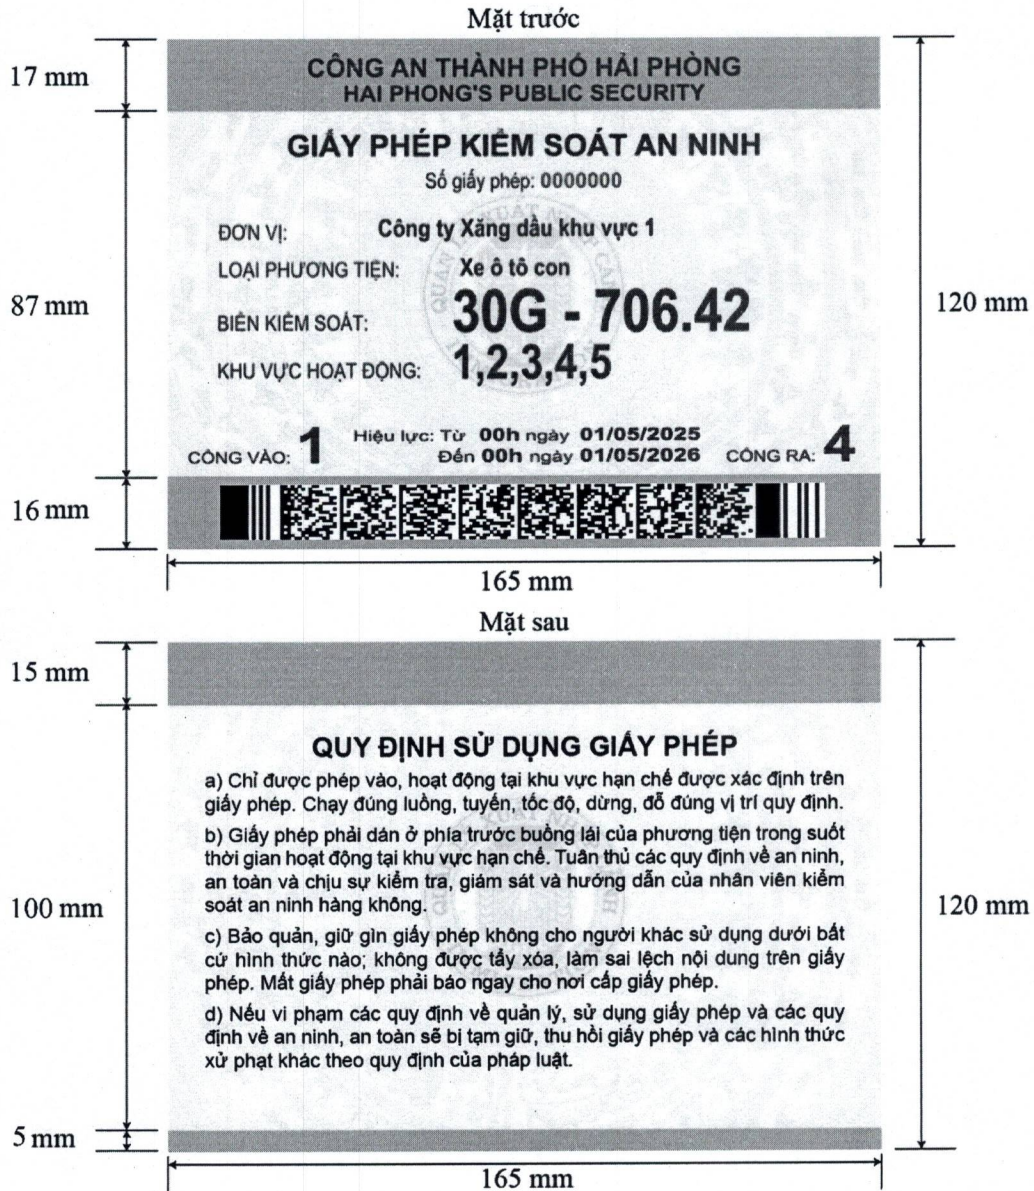 Mặt trước
17 mm
CÔNG AN THÀNH PHỐ HẢI PHÒNG
HAI PHONG'S PUBLIC SECURITY
GIẤY PHÉP KIỂM SOÁT AN NINH
Số giấy phép: 0000000
ĐƠN VỊ: Công ty Xăng dầu khu vực 1
LOẠI PHƯƠNG TIỆN: Xe ô tô con
87 mm
120 mm
BIỂN KIỂM SOÁT: 30G - 706.42
KHU VỰC HOẠT ĐỘNG: 1,2,3,4,5
CỔNG VÀO: 1
Hiệu lực: Từ 00h ngày 01/05/2025
Đến 00h ngày 01/05/2026
CỔNG RA: 4
16 mm
165 mm
Mặt sau
15 mm
QUY ĐỊNH SỬ DỤNG GIẤY PHÉP
a) Chỉ được phép vào, hoạt động tại khu vực hạn chế được xác định trên
giấy phép. Chạy đúng luồng, tuyến, tốc độ, dừng, đỗ đúng vị trí quy định.
b) Giấy phép phải dán ở phía trước buồng lái của phương tiện trong suốt
thời gian hoạt động tại khu vực hạn chế. Tuân thủ các quy định về an ninh,
an toàn và chịu sự kiểm tra, giám sát và hướng dẫn của nhân viên kiểm
soát an ninh hàng không.
100 mm
120 mm
c) Bảo quản, giữ gìn giấy phép không cho người khác sử dụng dưới bất
cứ hình thức nào; không được tẩy xóa, làm sai lệch nội dung trên giấy
phép. Mất giấy phép phải báo ngay cho nơi cấp giấy phép.
d) Nếu vi phạm các quy định về quản lý, sử dụng giấy phép và các quy
định về an ninh, an toàn sẽ bị tạm giữ, thu hồi giấy phép và các hình thức
xử phạt khác theo quy định của pháp luật.
5 mm
165 mm